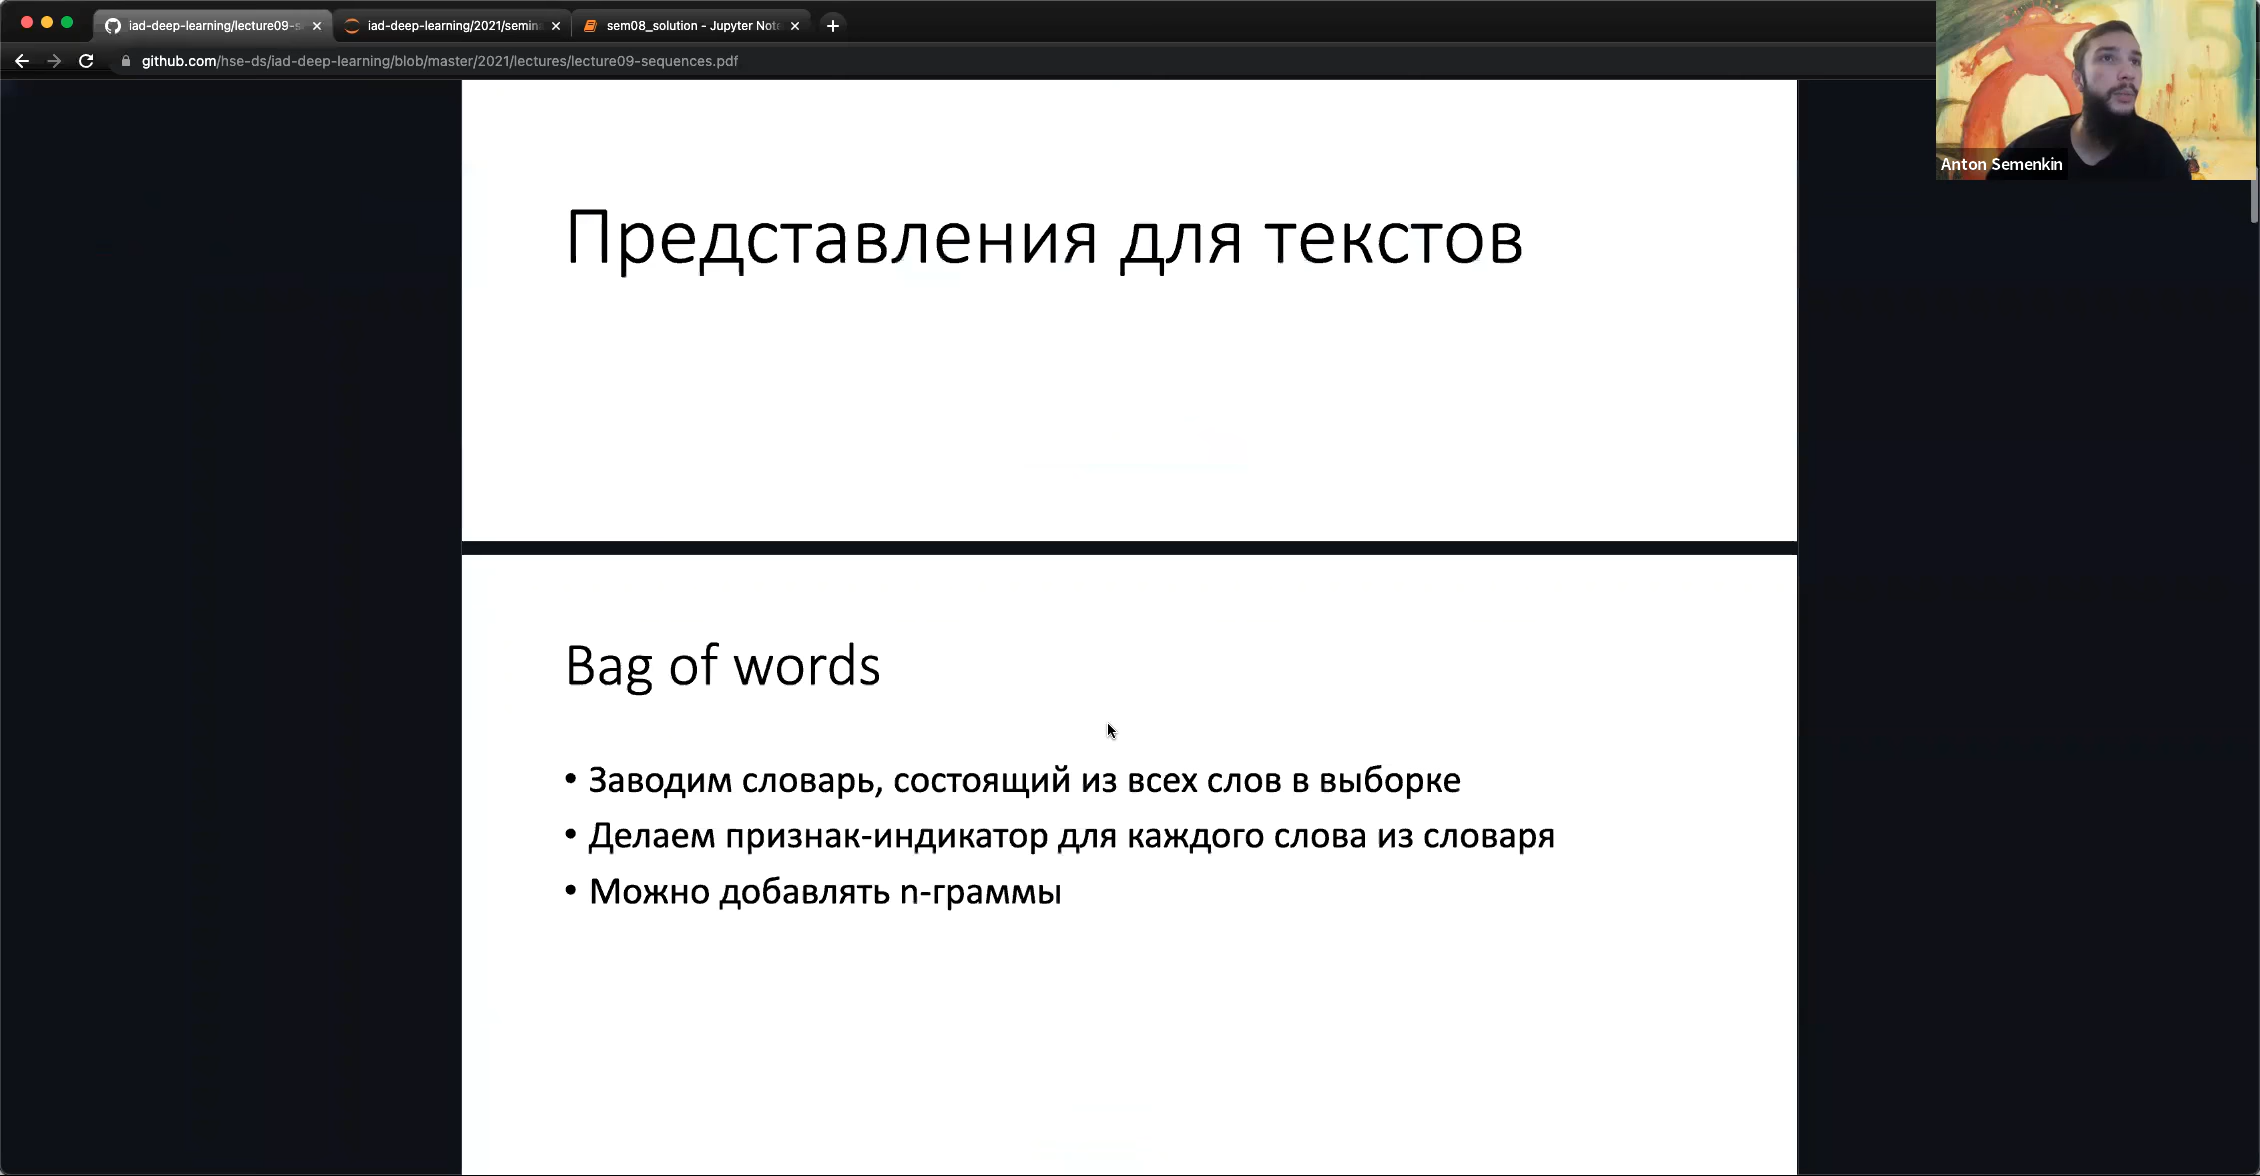 iad-deep-learning/lecture09-s
iad-deep-learning/2021/semin
sem08_solution - Jupyter Not
github.com/hse-ds/iad-deep-learning/blob/master/2021/lectures/lecture09-sequences.pdf
Anton Semenkin
Представления для текстов
Bag of words
• Заводим словарь, состоящий из всех слов в выборке
• Делаем признак-индикатор для каждого слова из словаря
• Можно добавлять n-граммы